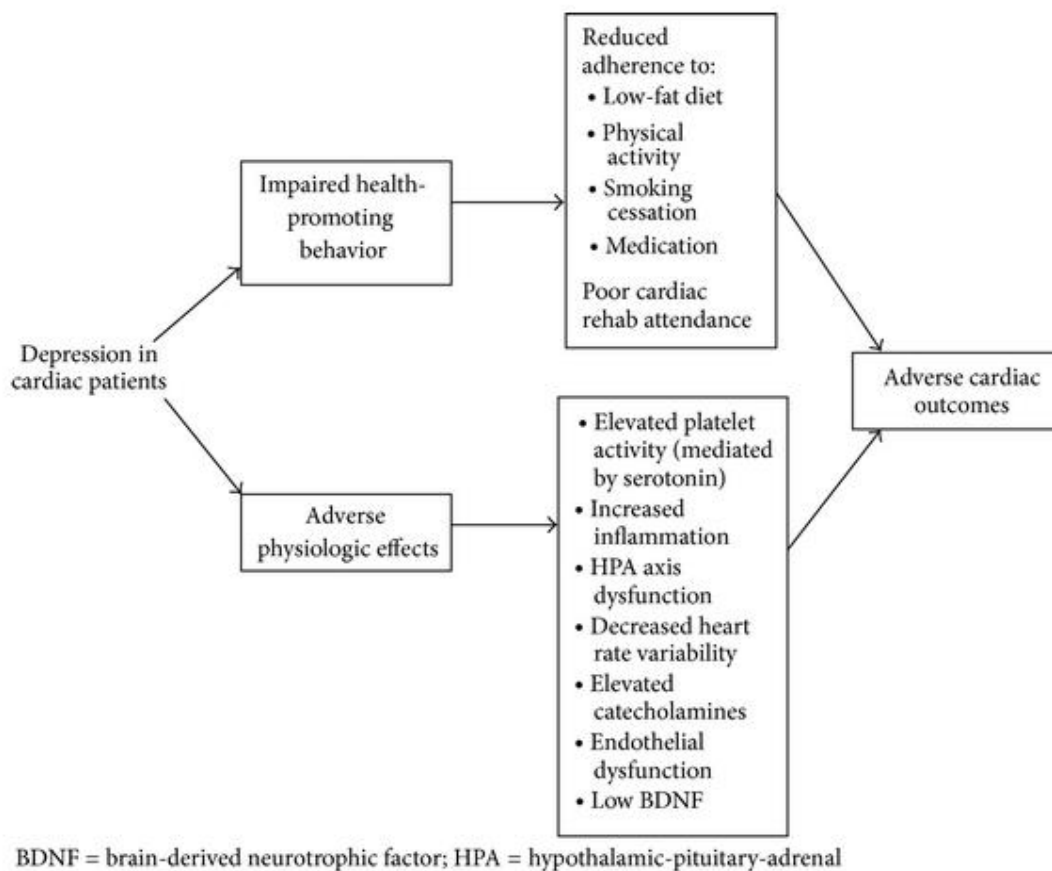 Depression in
cardiac patients
Impaired health-
promoting
behavior
Reduced
adherence to:
• Low-fat diet
• Physical
activity
• Smoking
cessation
• Medication
Poor cardiac
rehab attendance
Adverse
physiologic effects
• Elevated platelet
activity (mediated
by serotonin)
• Increased
inflammation
• HPA axis
dysfunction
• Decreased heart
rate variability
• Elevated
catecholamines
• Endothelial
dysfunction
• Low BDNF
Adverse cardiac
outcomes
BDNF = brain-derived neurotrophic factor; HPA = hypothalamic-pituitary-adrenal